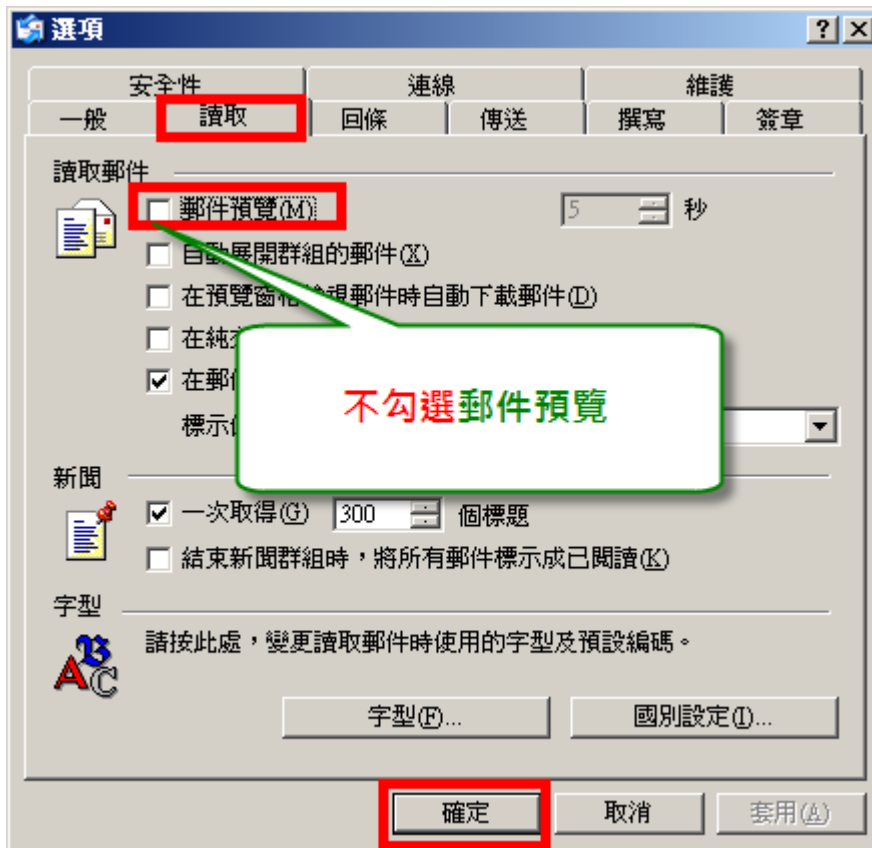 選項
安全性 連線 維護
一般 讀取 回條 傳送 撰寫 簽章
讀取郵件
郵件預覽(M) 5 秒
自動展開群組的郵件(X)
在預覽窗格檢視郵件時自動下載郵件(D)
在純
在郵
不勾選郵件預覽
標示
新聞
一次取得(G) 300 個標題
結束新聞群組時，將所有郵件標示成已閱讀(K)
字型
請按此處，變更讀取郵件時使用的字型及預設編碼。
字型(F)... 國別設定(I)...
確定 取消 套用(A)